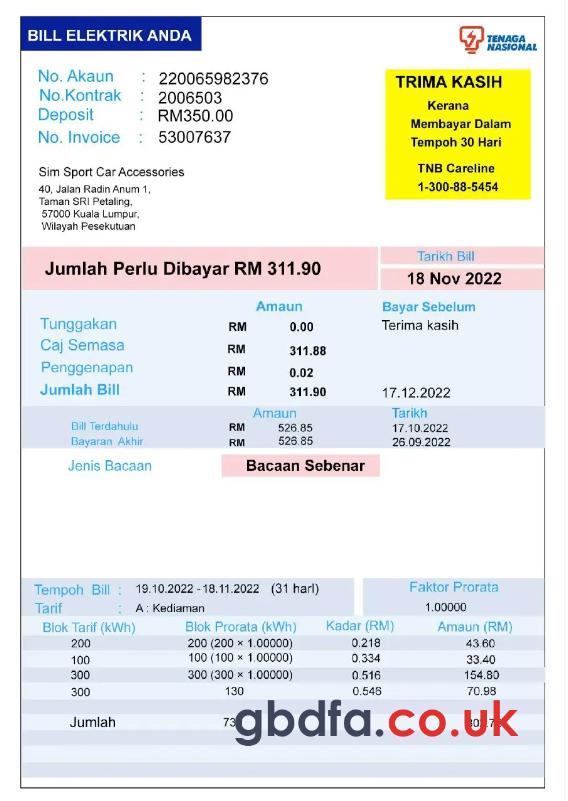 BILL ELEKTRIK ANDA
TENAGA
NASIONAL
No. Akaun : 220065982376
No.Kontrak : 2006503
Deposit : RM350.00
No. Invoice : 53007637
TRIMA KASIH
Kerana
Membayar Dalam
Tempoh 30 Hari
TNB Careline
1-300-88-5454
Sim Sport Car Accessories
40, Jalan Radin Anum 1,
Taman SRI Petaling,
57000 Kuala Lumpur,
Wilayah Pesekutuan
Jumlah Perlu Dibayar RM 311.90
Tarikh Bill
18 Nov 2022
Amaun Bayar Sebelum
Tunggakan RM 0.00 Terima kasih
Caj Semasa RM 311.88
Penggenapan RM 0.02
Jumlah Bill RM 311.90 17.12.2022
Amaun Tarikh
Bill Terdahulu RM 526.85 17.10.2022
Bayaran Akhir RM 526.85 26.09.2022
Jenis Bacaan Bacaan Sebenar
Tempoh Bill : 19.10.2022 - 18.11.2022 (31 harl) Faktor Prorata
Tarif : A : Kediaman 1.00000
Blok Tarif (kWh) Blok Prorata (kWh) Kadar (RM) Amaun (RM)
200 200 (200 × 1.00000) 0.218 43.60
100 100 (100 × 1.00000) 0.334 33.40
300 300 (300 × 1.00000) 0.516 154.80
300 130 0.546 70.98
Jumlah
gbdfa.co.uk